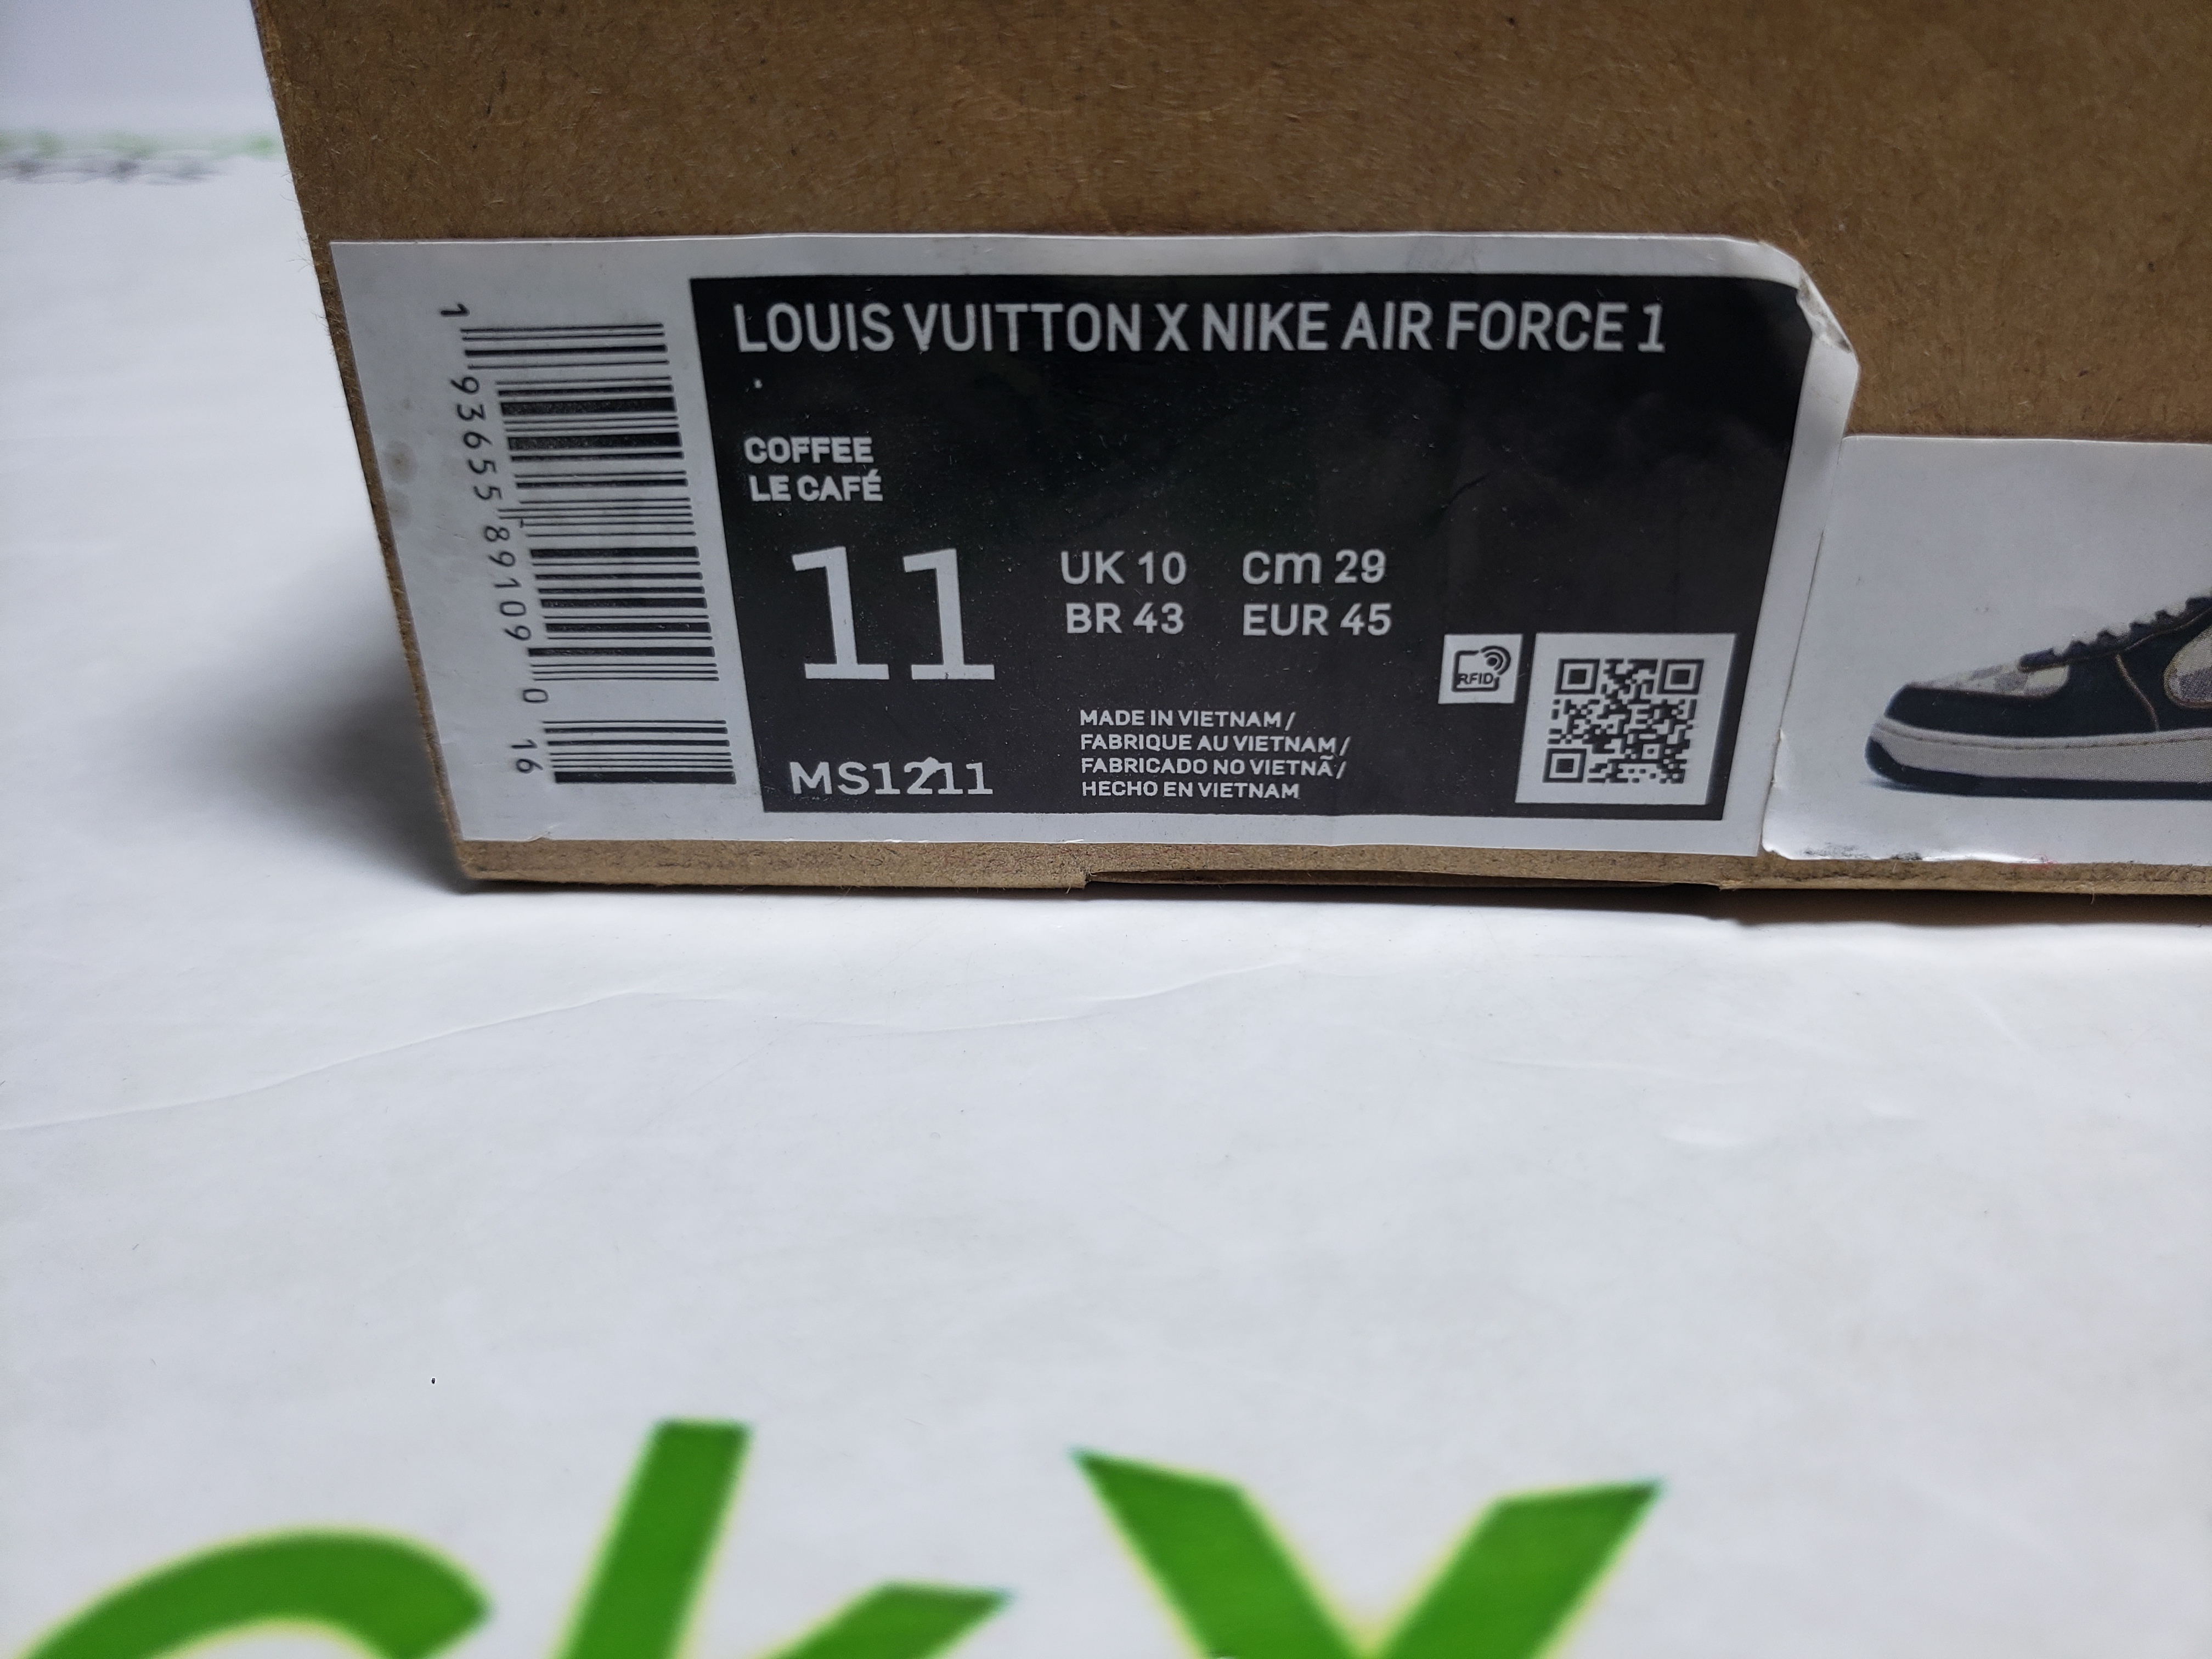 LOUIS VUITTON X NIKE AIR FORCE 1
COFFEE
LE CAFÉ
11
UK 10 cm 29
BR 43 EUR 45
RFID
MADE IN VIETNAM /
FABRIQUE AU VIETNAM /
FABRICADO NO VIETNÃ /
HECHO EN VIETNAM
MS1211
1 93655 89109 0 16